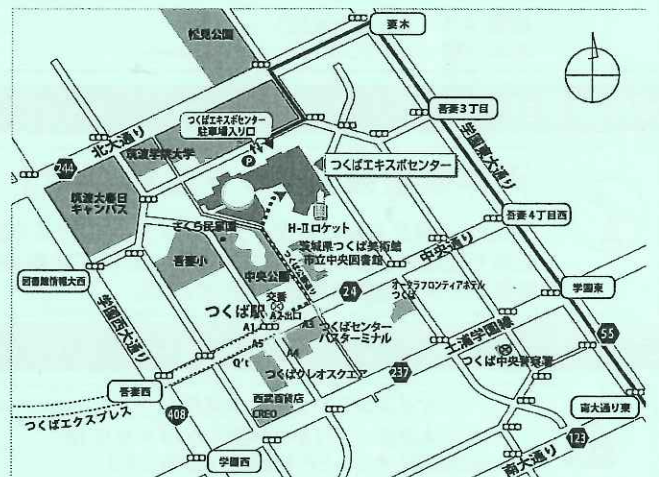 松見公園
妻木
つくばエキスポセンター
駐車場入り口
吾妻3丁目
北大通り
筑波学院大学
P
学園東大通り
244
つくばエキスポセンター
筑波大春日
キャンパス
さくら民家園
H-Ⅱロケット
吾妻4丁目西
茨城県つくば美術館
市立中央図書館
中央通り
吾妻小
中央公園
つくば公園通り
図書館情報大西
オークラフロンティアホテル
つくば
24
学園東
交番
A2出口
つくば駅
A1
A3
つくばセンター
バスターミナル
土浦学園線
学園西大通り
A5
A4
55
Q't
つくばクレオスクエア
237
つくば中央警察署
吾妻西
西武百貨店
CREO
南大通り東
つくばエクスプレス
408
123
学園西
南大通り